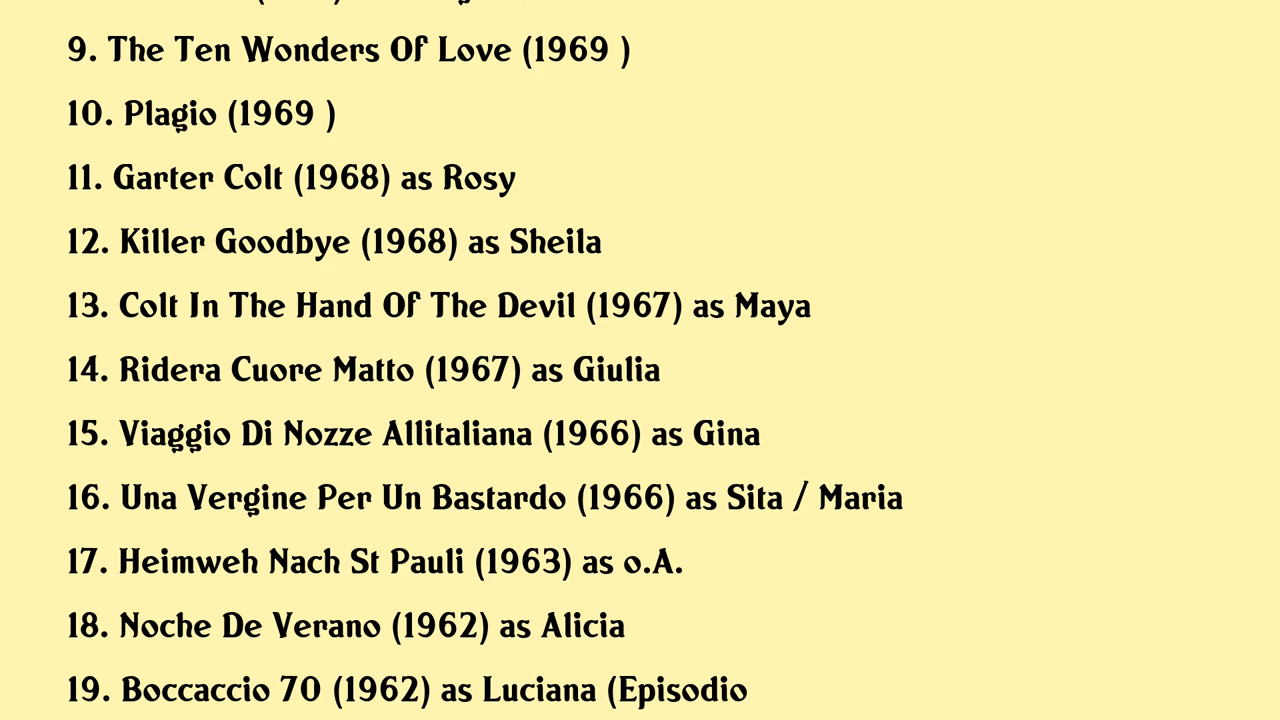 9. The Ten Wonders Of Love (1969 )
10. Plagio (1969 )
11. Garter Colt (1968) as Rosy
12. Killer Goodbye (1968) as Sheila
13. Colt In The Hand Of The Devil (1967) as Maya
14. Ridera Cuore Matto (1967) as Giulia
15. Viaggio Di Nozze Allitaliana (1966) as Gina
16. Una Vergine Per Un Bastardo (1966) as Sita / Maria
17. Heimweh Nach St Pauli (1963) as o.A.
18. Noche De Verano (1962) as Alicia
19. Boccaccio 70 (1962) as Luciana (Episodio